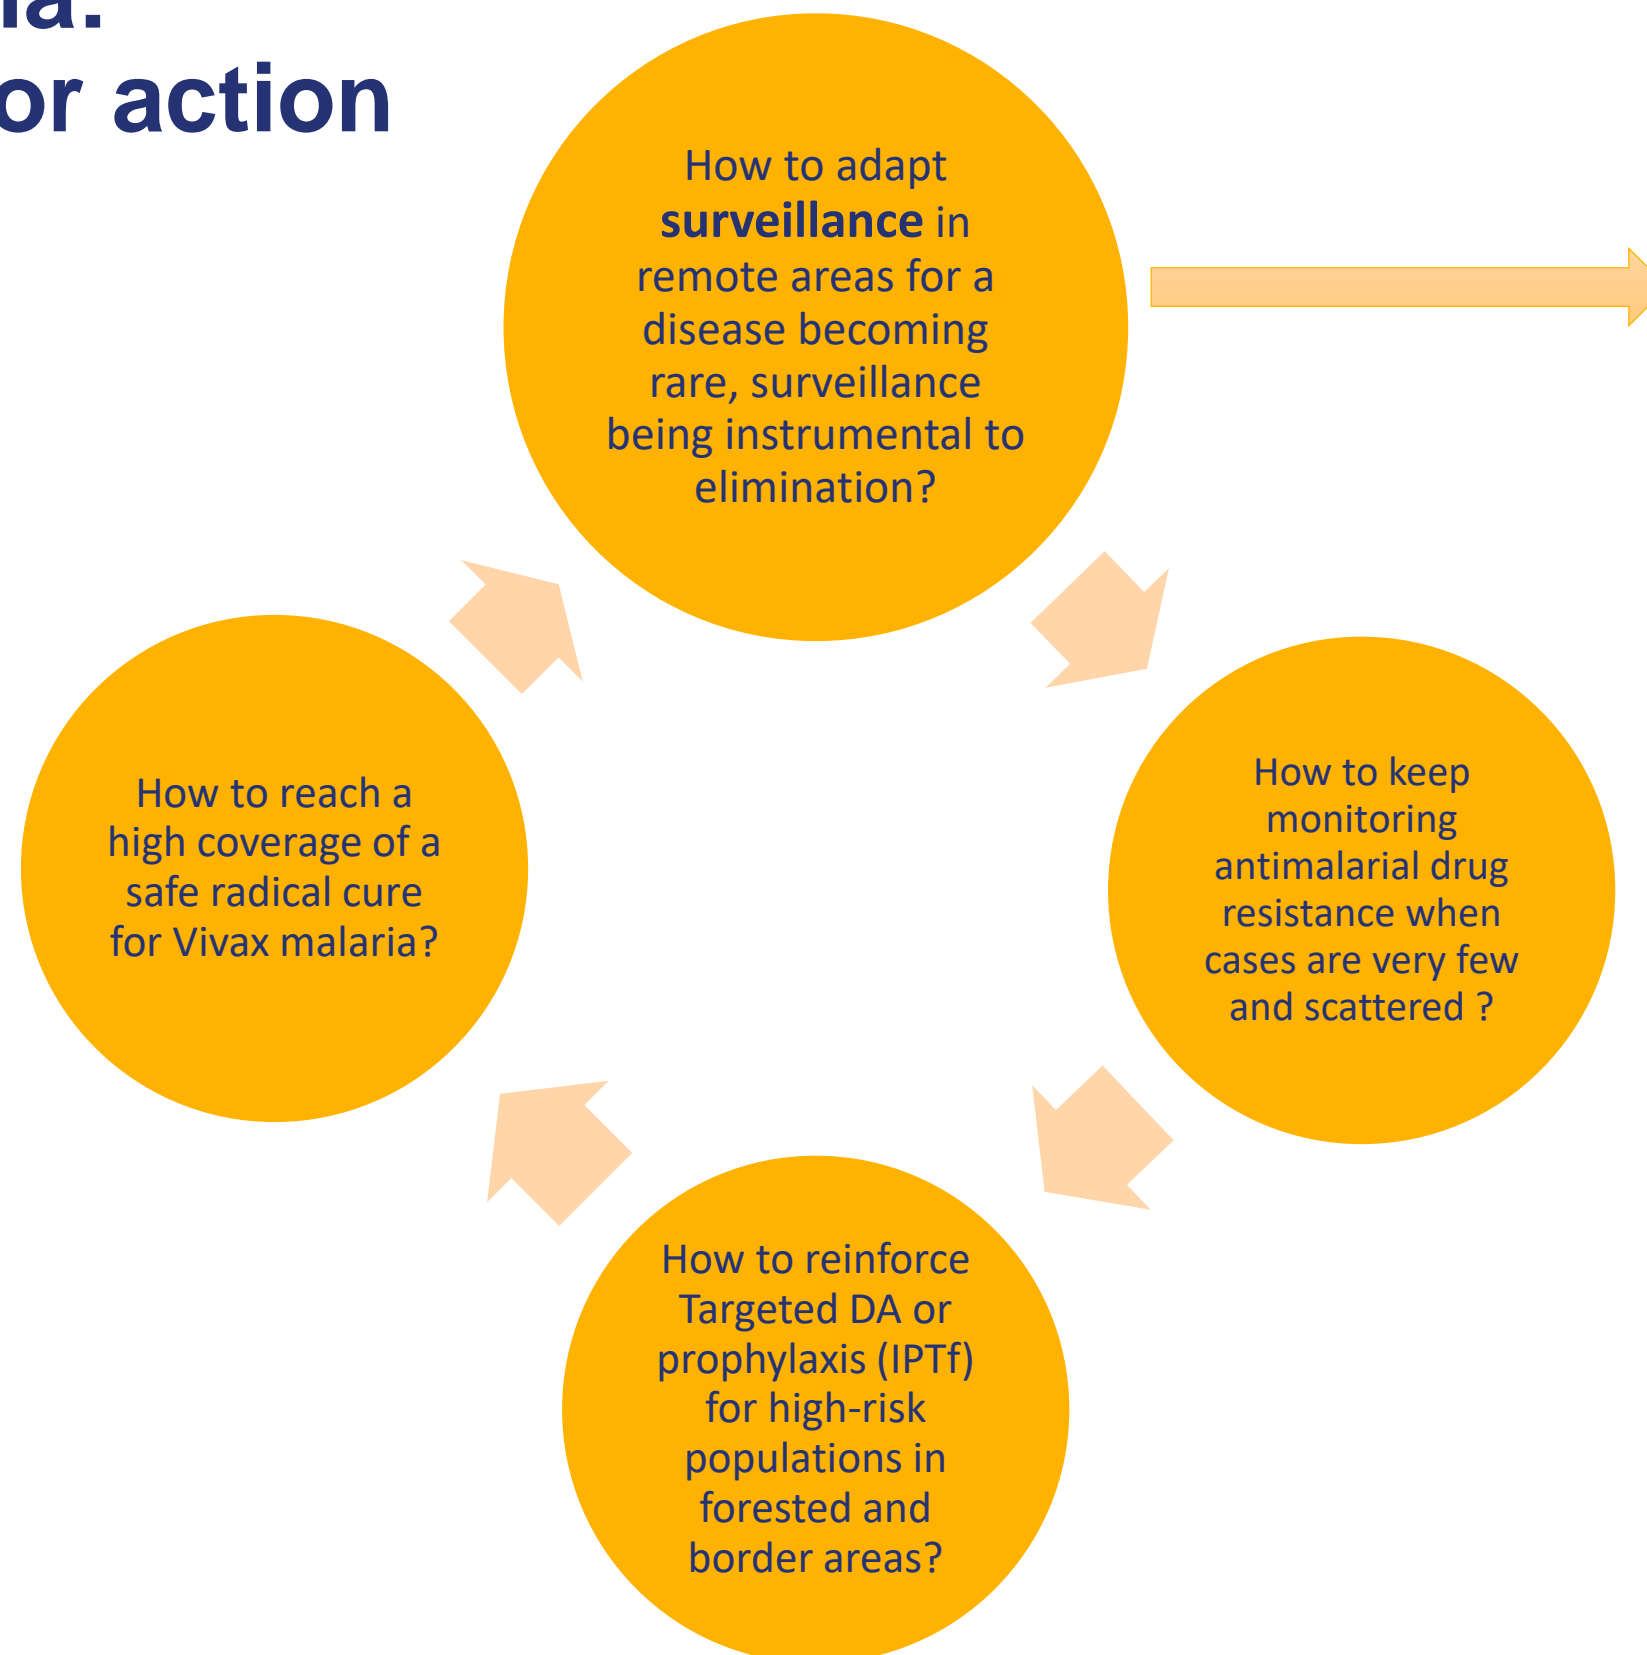 ia:
or action
How to adapt
surveillance in
remote areas for a
disease becoming
rare, surveillance
being instrumental to
elimination?
How to keep
monitoring
antimalarial drug
resistance when
cases are very few
and scattered ?
How to reinforce
Targeted DA or
prophylaxis (IPTf)
for high-risk
populations in
forested and
border areas?
How to reach a
high coverage of a
safe radical cure
for Vivax malaria?